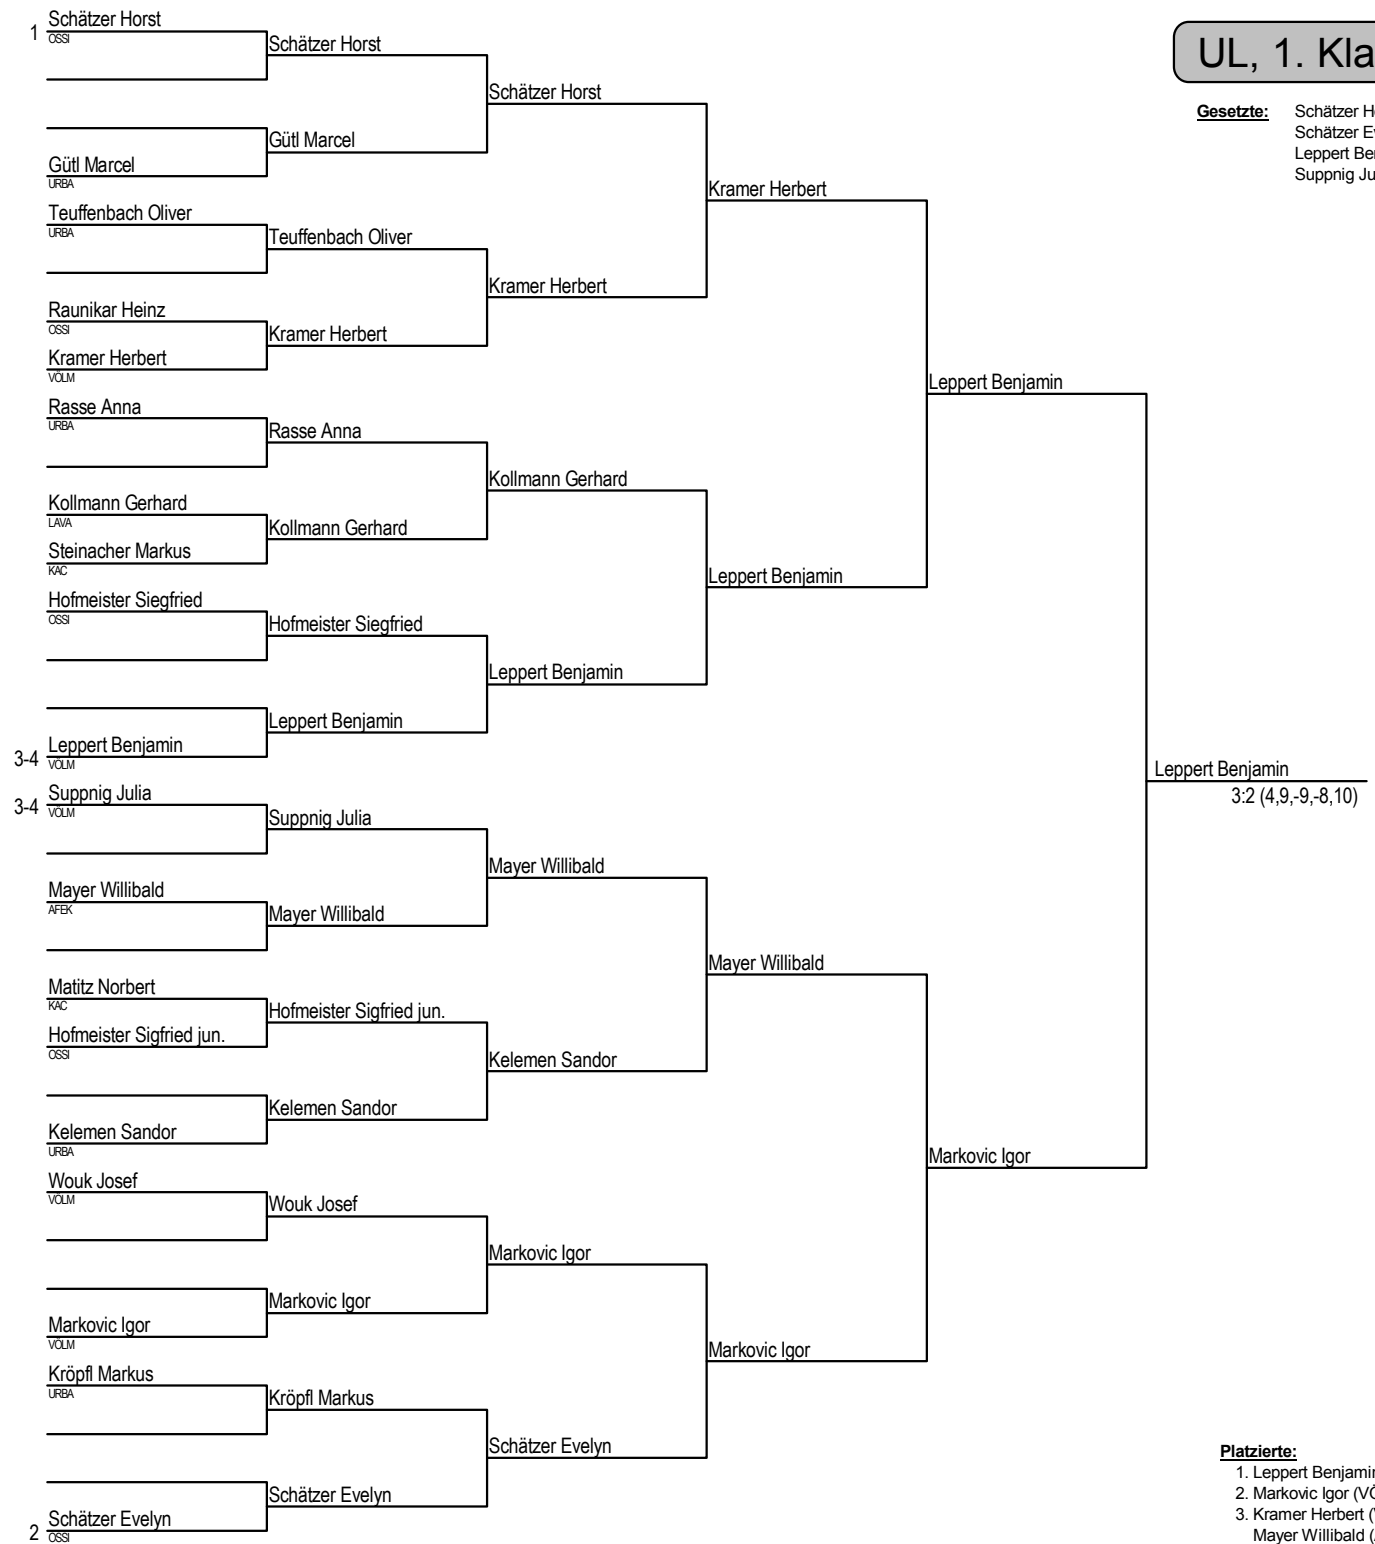 Schätzer Horst
1
OSSI
Gütl Marcel
URBA
Teuffenbach Oliver
URBA
Raunikar Heinz
OSSI
Kramer Herbert
VÖLM
Rasse Anna
URBA
Kollmann Gerhard
LAVA
Steinacher Markus
KAC
Hofmeister Siegfried
OSSI
Leppert Benjamin
3-4
VÖLM
Suppnig Julia
3-4
VÖLM
Mayer Willibald
AFEK
Matitz Norbert
KAC
Hofmeister Sigfried jun.
OSSI
Kelemen Sandor
URBA
Wouk Josef
VÖLM
Markovic Igor
VÖLM
Kröpfl Markus
URBA
Schätzer Evelyn
2
OSSI
Schätzer Horst
Gütl Marcel
Teuffenbach Oliver
Kramer Herbert
Rasse Anna
Kollmann Gerhard
Hofmeister Siegfried
Leppert Benjamin
Suppnig Julia
Mayer Willibald
Hofmeister Sigfried jun.
Kelemen Sandor
Wouk Josef
Markovic Igor
Kröpfl Markus
Schätzer Evelyn
Schätzer Horst
Kramer Herbert
Kollmann Gerhard
Leppert Benjamin
Mayer Willibald
Kelemen Sandor
Markovic Igor
Schätzer Evelyn
Kramer Herbert
Leppert Benjamin
Mayer Willibald
Markovic Igor
Leppert Benjamin
Markovic Igor
Leppert Benjamin
3:2 (4,9,-9,-8,10)
UL, 1. Kla
Gesetzte: Schätzer H
Schätzer E
Leppert Be
Suppnig Ju
Platzierte:
1. Leppert Benjamin
2. Markovic Igor (VÖ
3. Kramer Herbert (
Mayer Willibald (